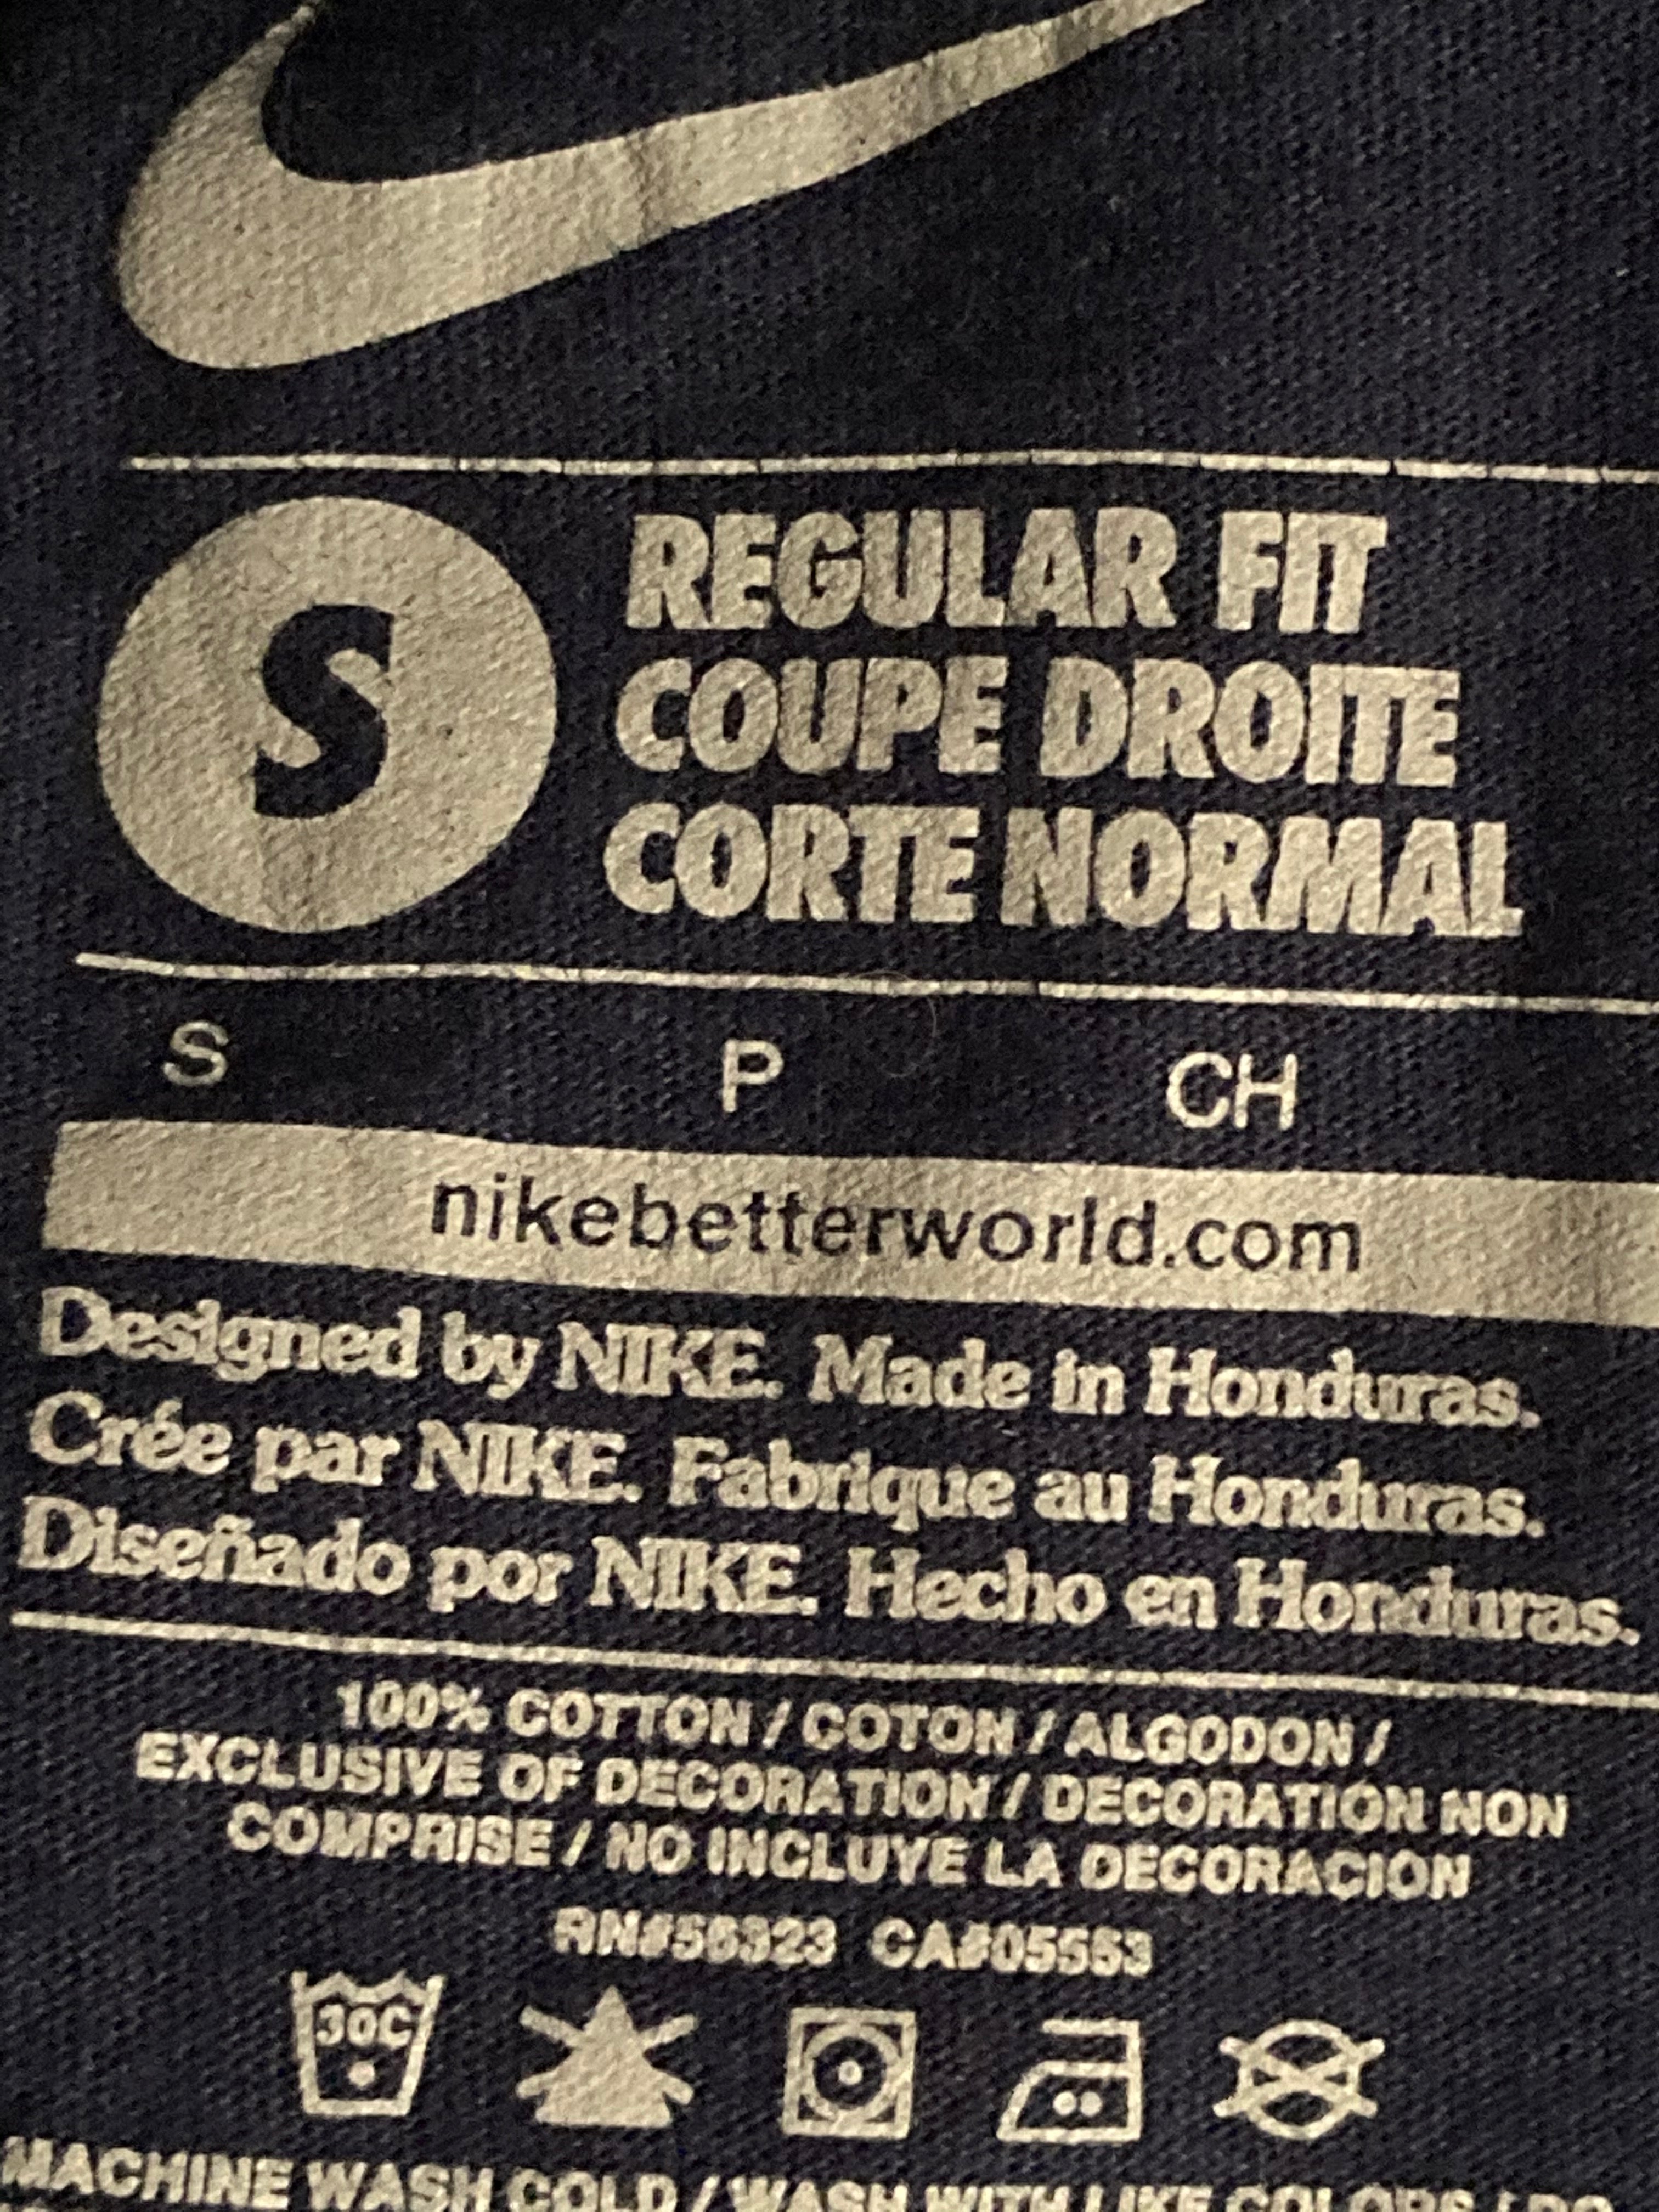 S
REGULAR FIT
COUPE DROITE
CORTE NORMAL
S P CH
nikebetterworld.com
Designed by NIKE. Made in Honduras.
Crée par NIKE. Fabrique au Honduras.
Diseñado por NIKE. Hecho en Honduras.
100% COTTON / COTON / ALGODON /
EXCLUSIVE OF DECORATION / DECORATION NON
COMPRISE / NO INCLUYE LA DECORACION
RN#56323 CA#05553
30C
MACHINE WASH COLD / WASH WITH LIKE COLORS / DO